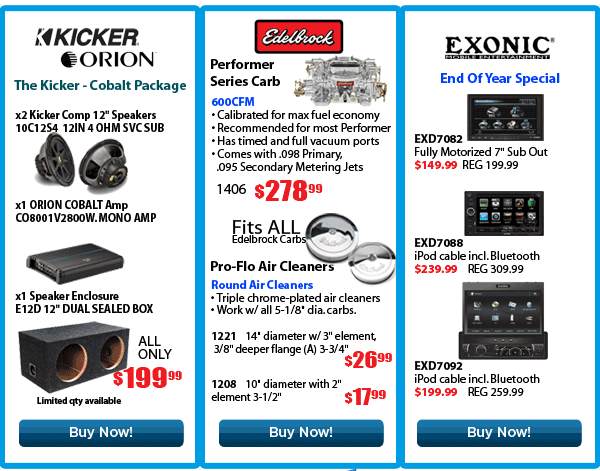 KICKER
ORION
The Kicker - Cobalt Package
x2 Kicker Comp 12" Speakers
10C12S4 12IN 4 OHM SVC SUB
x1 ORION COBALT Amp
CO8001V2800W. MONO AMP
x1 Speaker Enclosure
E12D 12" DUAL SEALED BOX
ALL
ONLY
$199 99
Limited qty available
Buy Now!
Edelbrock
Performer
Series Carb
600CFM
• Calibrated for max fuel economy
• Recommended for most Performer
• Has timed and full vacuum ports
• Comes with .098 Primary,
.095 Secondary Metering Jets
1406 $278 99
Fits ALL
Edelbrock Carbs
Pro-Flo Air Cleaners
Round Air Cleaners
• Triple chrome-plated air cleaners
• Work w/ all 5-1/8" dia. carbs.
1221 14" diameter w/ 3" element,
3/8" deeper flange (A) 3-3/4"
$26 99
1208 10" diameter with 2"
element 3-1/2"
$17 99
Buy Now!
EXONIC
MOBILE ENTERTAINMENT
End Of Year Special
EXD7082
Fully Motorized 7" Sub Out
$149.99 REG 199.99
EXD7088
iPod cable incl. Bluetooth
$239.99 REG 309.99
EXD7092
iPod cable incl. Bluetooth
$199.99 REG 259.99
Buy Now!